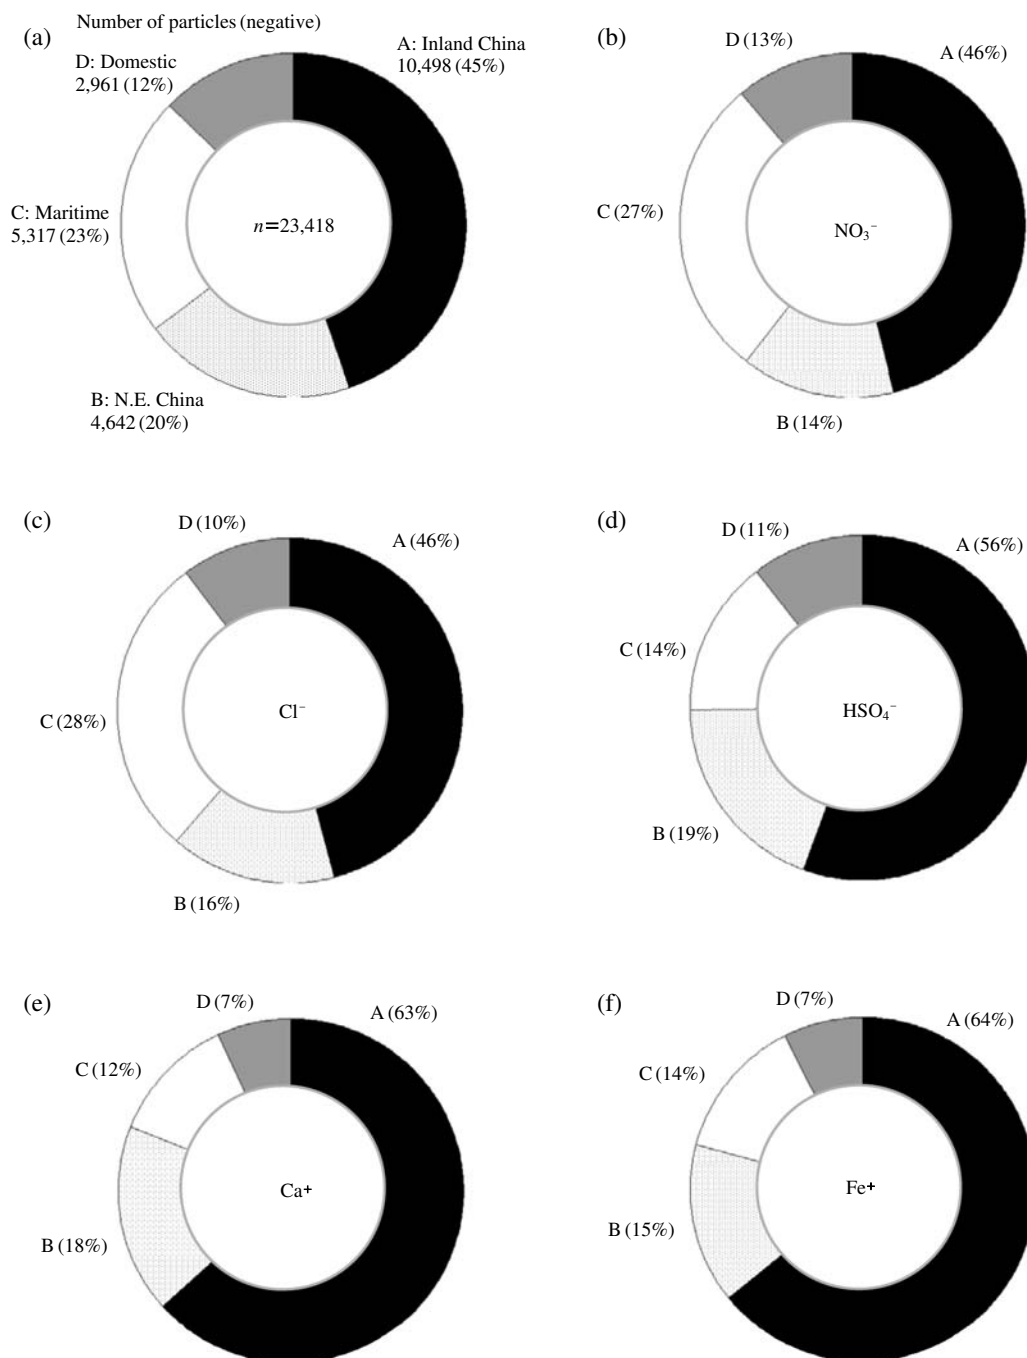 Number of particles (negative)
(a)
D: Domestic
2,961 (12%)
A: Inland China
10,498 (45%)
C: Maritime
5,317 (23%)
n=23,418
B: N.E. China
4,642 (20%)
(b)
D (13%)
A (46%)
C (27%)
NO₃⁻
B (14%)
(c)
D (10%)
A (46%)
C (28%)
Cl⁻
B (16%)
(d)
D (11%)
A (56%)
C (14%)
HSO₄⁻
B (19%)
(e)
D (7%)
A (63%)
C (12%)
Ca+
B (18%)
(f)
D (7%)
A (64%)
C (14%)
Fe+
B (15%)